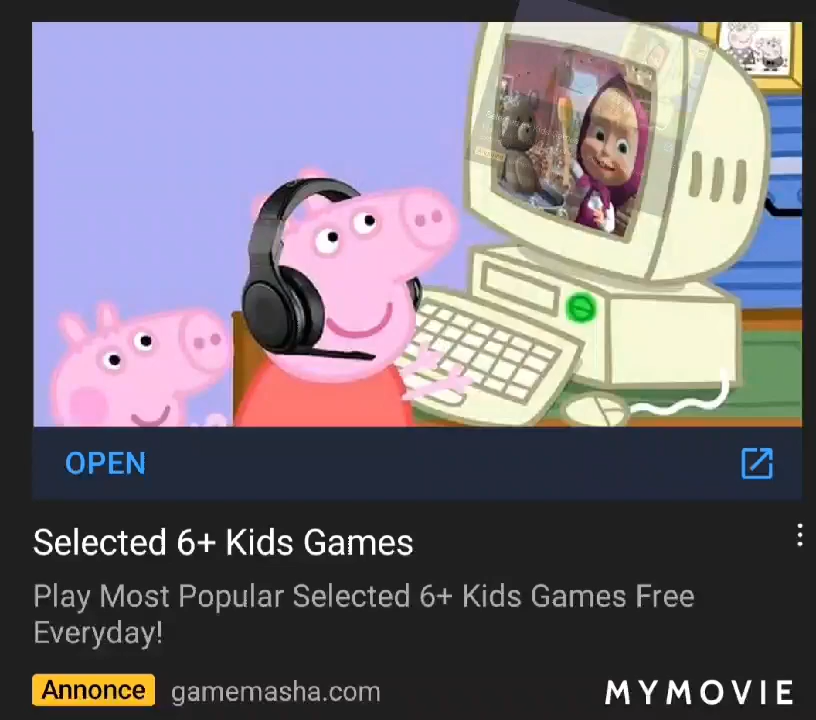 OPEN
Selected 6+ Kids Games
Play Most Popular Selected 6+ Kids Games Free
Everyday!
Annonce gamemasha.com
MYMOVIE